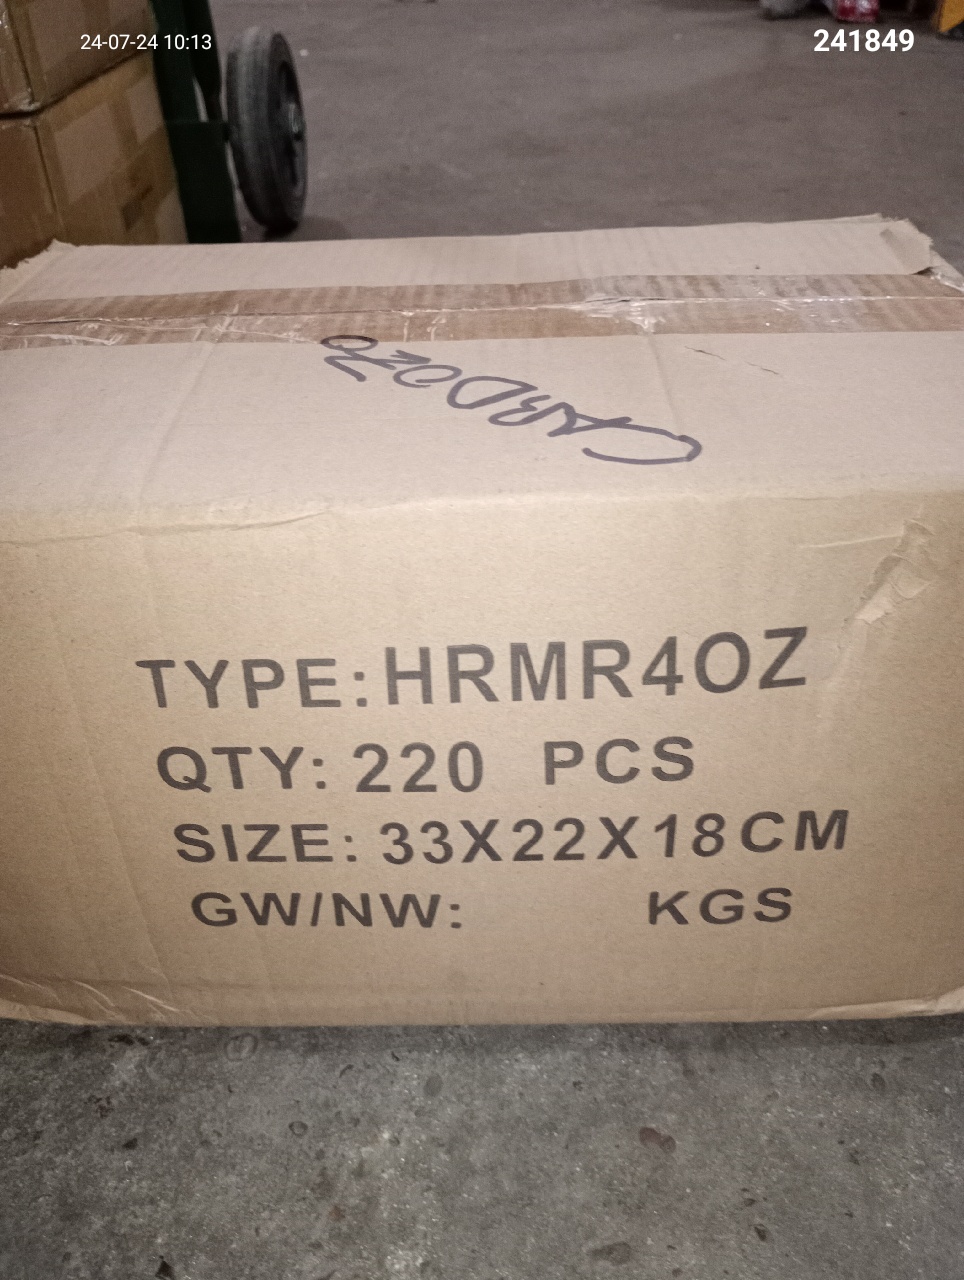 24-07-24 10:13
241849
CARDOZO
TYPE:HRMR4OZ
QTY: 220 PCS
SIZE: 33X22X18CM
GW/NW: KGS